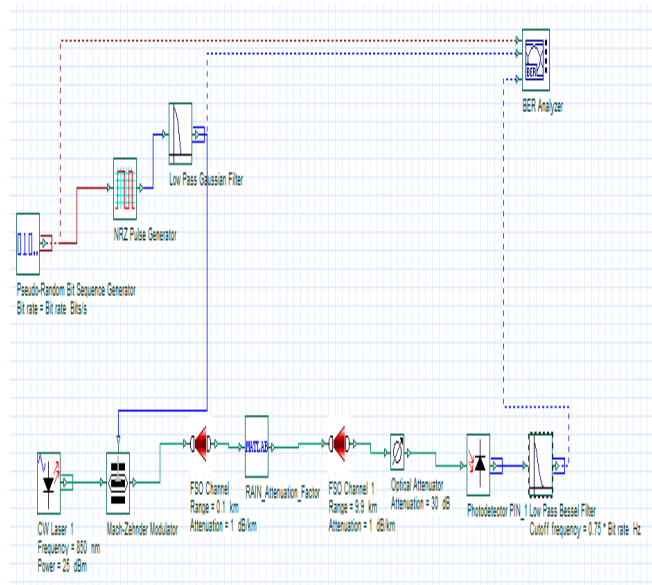 BER
BER Analyzer
Low Pass Gaussian Filter
NRZ Pulse Generator
Pseudo-Random Bit Sequence Generator
Bit rate = Bit rate Bits/s
MATLAB
CW Laser 1
Frequency = 850 nm
Power = 25 dBm
Mach-Zehnder Modulator
FSO Channel
Range = 0.1 km
Attenuation = 1 dB/km
RAIN_Attenuation_Factor
FSO Channel 1
Range = 9.9 km
Attenuation = 1 dB/km
Optical Attenuator
Attenuation = 30 dB
Photodetector PIN_1
Low Pass Bessel Filter
Cutoff frequency = 0.75 * Bit rate Hz